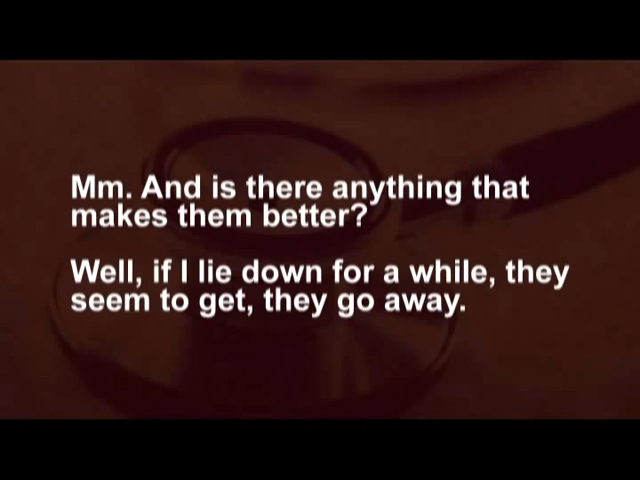 Mm. And is there anything that
makes them better?
Well, if I lie down for a while, they
seem to get, they go away.